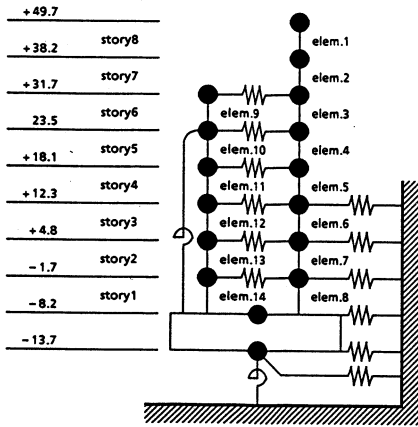 +49.7
story8
elem.1
+38.2
story7
elem.2
+31.7
story6
elem.9
elem.3
23.5
story5
elem.10
elem.4
+18.1
story4
elem.11
elem.5
+12.3
story3
elem.12
elem.6
+4.8
story2
elem.13
elem.7
-1.7
story1
elem.14
elem.8
-8.2
-13.7